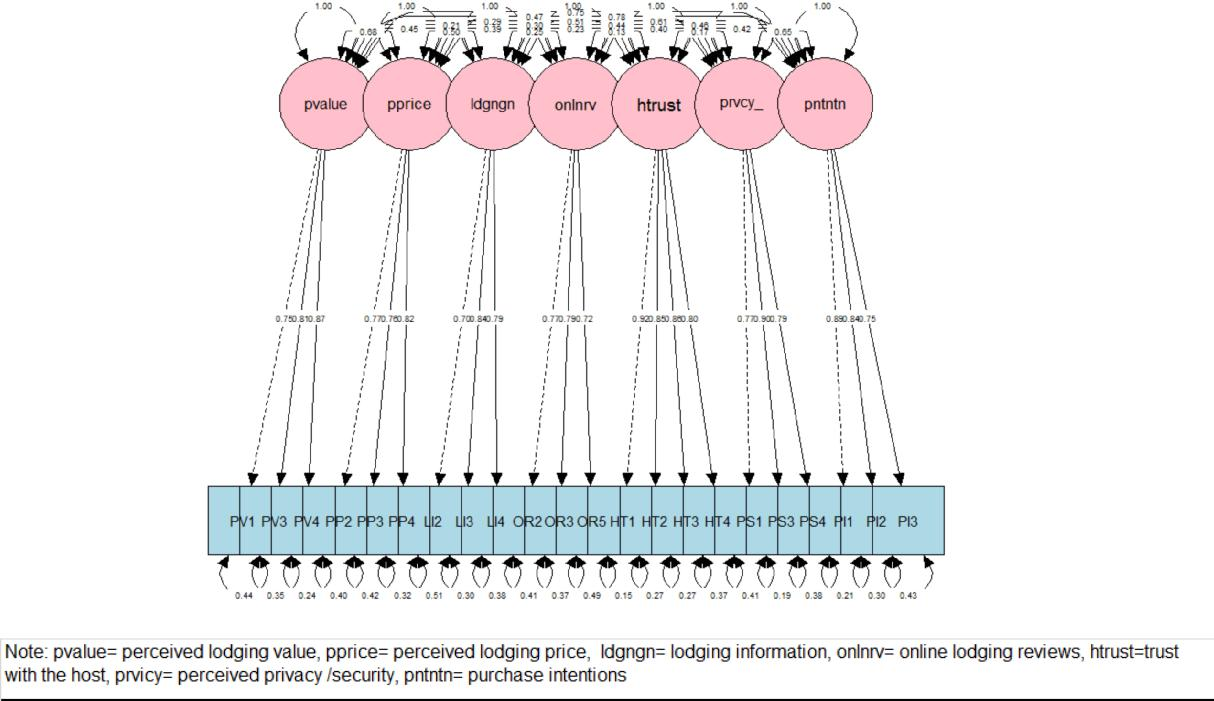 1.00 1.00 1.00 1.00 1.00 1.00 1.00
0.68 0.45 0.21 0.50 0.29 0.39 0.47 0.30 0.25 0.75 0.51 0.23 0.78 0.44 0.13 0.61 0.40 0.46 0.17 0.42 0.65
pvalue pprice ldgngn onlnrv htrust prvcy_ pntntn
0.75 0.81 0.87 0.77 0.76 0.82 0.70 0.84 0.79 0.77 0.79 0.72 0.92 0.85 0.86 0.80 0.77 0.90 0.79 0.89 0.84 0.75
PV1 PV3 PV4 PP2 PP3 PP4 LI2 LI3 LI4 OR2 OR3 OR5 HT1 HT2 HT3 HT4 PS1 PS3 PS4 PI1 PI2 PI3
0.44 0.35 0.24 0.40 0.42 0.32 0.51 0.30 0.38 0.41 0.37 0.49 0.15 0.27 0.27 0.37 0.41 0.19 0.38 0.21 0.30 0.43
Note: pvalue= perceived lodging value, pprice= perceived lodging price, ldgngn= lodging information, onlnrv= online lodging reviews, htrust=trust
with the host, prvicy= perceived privacy /security, pntntn= purchase intentions